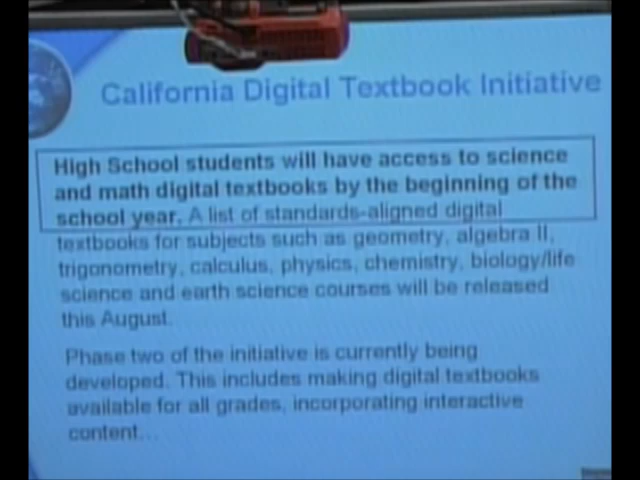 California Digital Textbook Initiative
High School students will have access to science
and math digital textbooks by the beginning of the
school year. A list of standards-aligned digital
textbooks for subjects such as geometry, algebra II,
trigonometry, calculus, physics, chemistry, biology/life
science and earth science courses will be released
this August.
Phase two of the initiative is currently being
developed. This includes making digital textbooks
available for all grades, incorporating interactive
content...